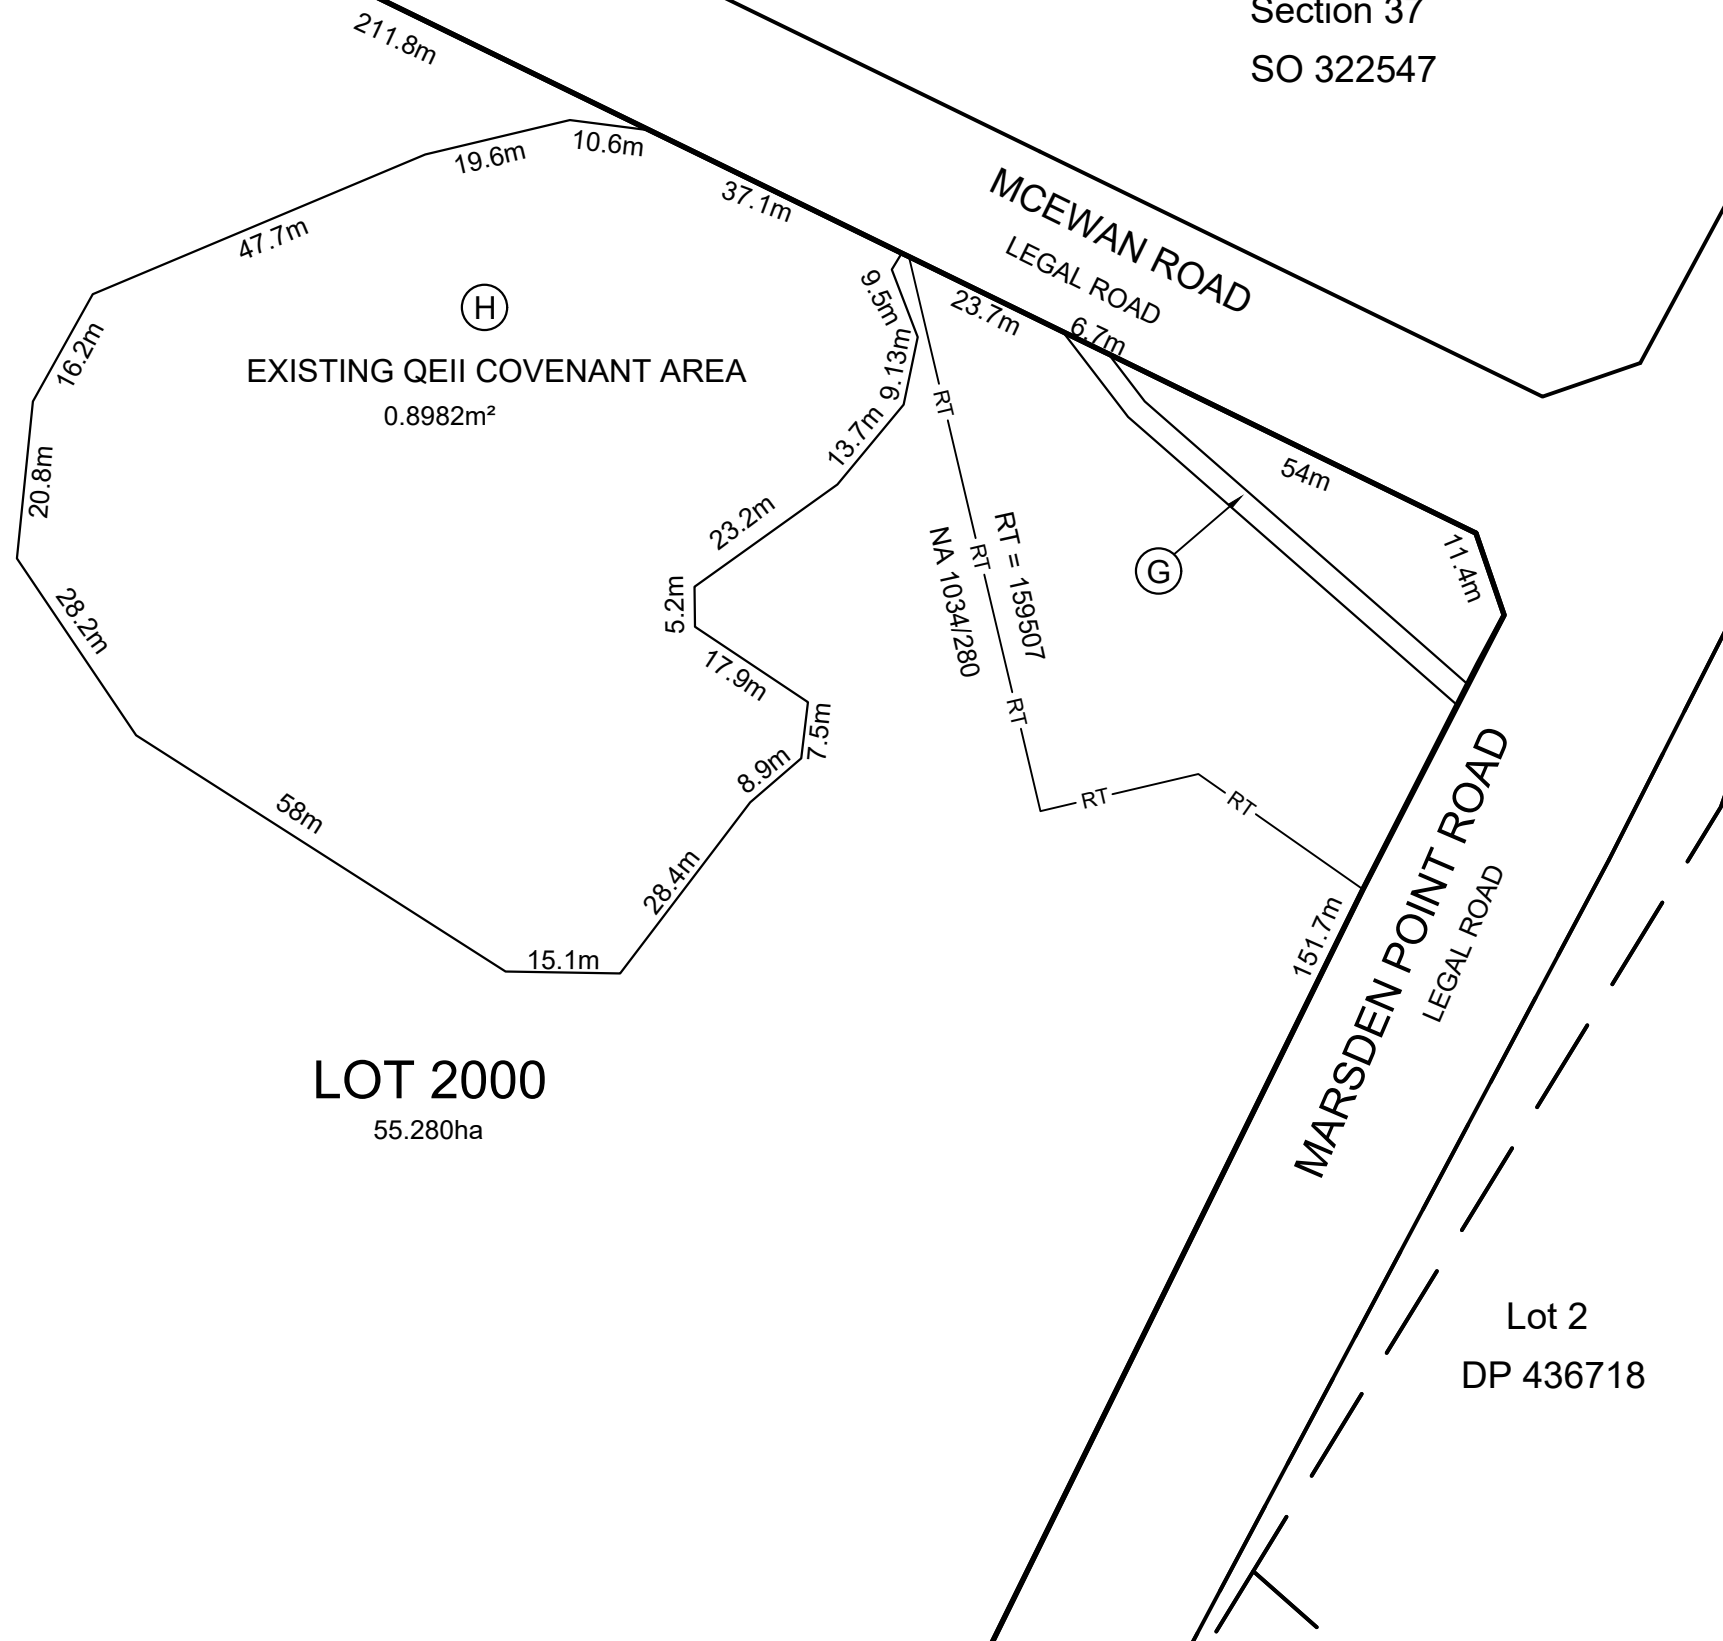 Section 37
SO 322547
211.8m
10.6m
19.6m
37.1m
47.7m
MCEWAN ROAD
LEGAL ROAD
H
9.5m
23.7m
6.7m
16.2m
EXISTING QEII COVENANT AREA
0.8982m²
9.13m
RT
13.7m
54m
20.8m
23.2m
RT = 159507
NA 1034/280
RT
G
11.4m
28.2m
5.2m
17.9m
RT
7.5m
8.9m
RT
RT
58m
28.4m
MARSDEN POINT ROAD
LEGAL ROAD
151.7m
15.1m
LOT 2000
55.280ha
Lot 2
DP 436718